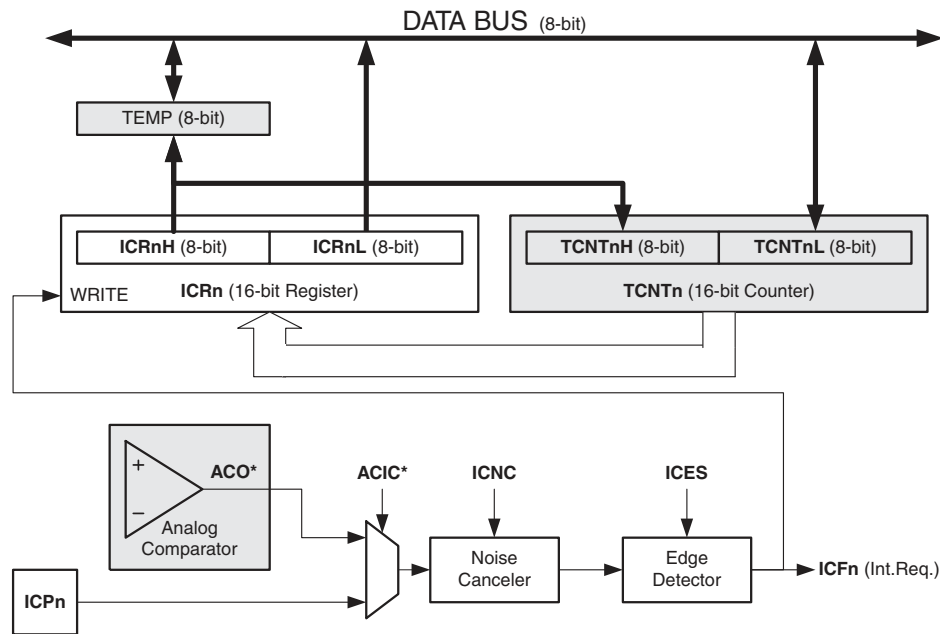 DATA BUS (8-bit)
TEMP (8-bit)
ICRnH (8-bit)
ICRnL (8-bit)
TCNTnH (8-bit)
TCNTnL (8-bit)
WRITE
ICRn (16-bit Register)
TCNTn (16-bit Counter)
+
−
ACO*
Analog
Comparator
ACIC*
ICNC
ICES
Noise
Canceler
Edge
Detector
ICFn (Int.Req.)
ICPn